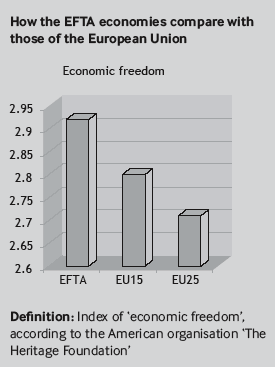 How the EFTA economies compare with
those of the European Union
Economic freedom
2.95
2.9
2.85
2.8
2.75
2.7
2.65
2.6
EFTA EU15 EU25
Definition: Index of ‘economic freedom’,
according to the American organisation ‘The
Heritage Foundation’